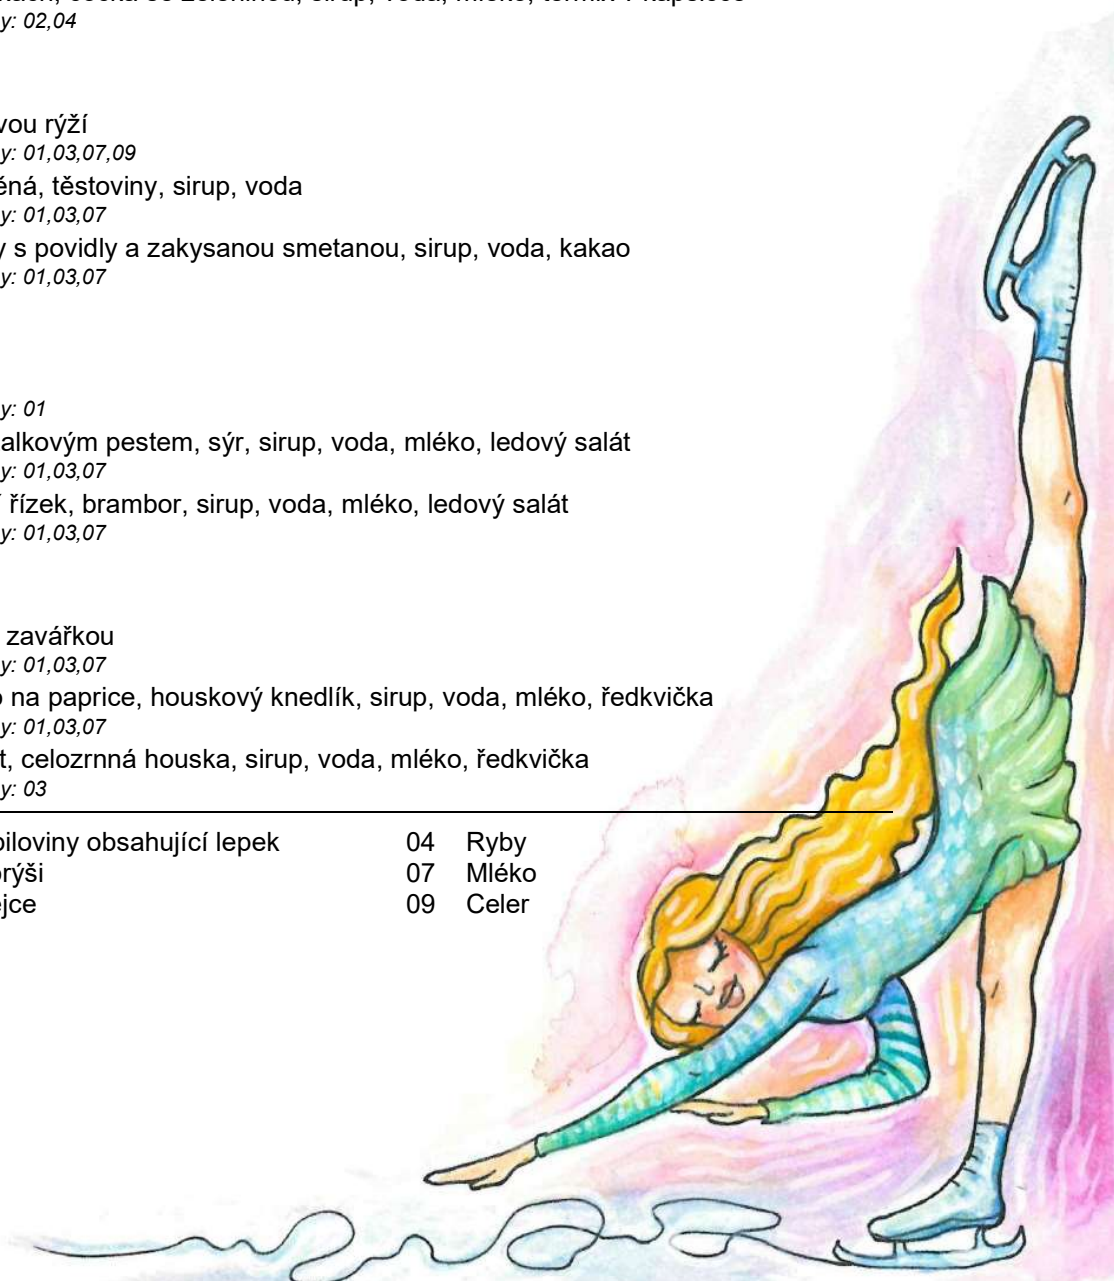 y: 02,04
vou rýží
y: 01,03,07,09
ěná, těstoviny, sirup, voda
y: 01,03,07
y s povidly a zakysanou smetanou, sirup, voda, kakao
y: 01,03,07
y: 01
alkovým pestem, sýr, sirup, voda, mléko, ledový salát
y: 01,03,07
řízek, brambor, sirup, voda, mléko, ledový salát
y: 01,03,07
zavářkou
y: 01,03,07
o na paprice, houskový knedlík, sirup, voda, mléko, ředkvička
y: 01,03,07
t, celozrnná houska, sirup, voda, mléko, ředkvička
y: 03
biloviny obsahující lepek 04 Ryby
orýši 07 Mléko
ejce 09 Celer